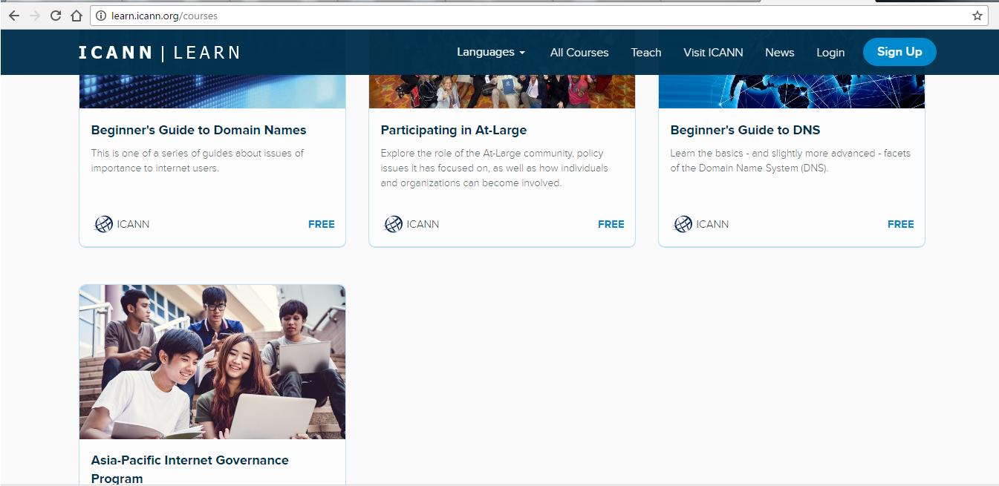 learn.icann.org/courses
ICANN | LEARN
Languages
All Courses
Teach
Visit ICANN
News
Login
Sign Up
Beginner's Guide to Domain Names
This is one of a series of guides about issues of
importance to internet users.
ICANN
FREE
Participating in At-Large
Explore the role of the At-Large community, policy
issues it has focused on, as well as how individuals
and organizations can become involved.
ICANN
FREE
Beginner's Guide to DNS
Learn the basics - and slightly more advanced - facets
of the Domain Name System (DNS).
ICANN
FREE
Asia-Pacific Internet Governance
Program